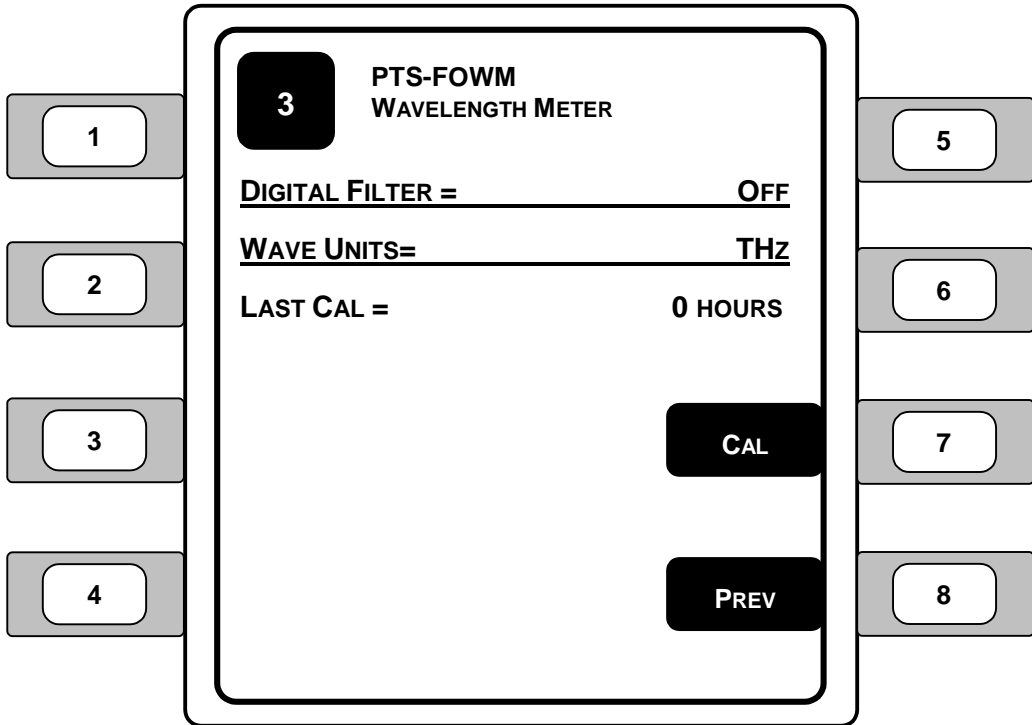 3
PTS-FOWM
WAVELENGTH METER
1
5
DIGITAL FILTER = OFF
WAVE UNITS= THZ
2
6
LAST CAL = 0 HOURS
3
CAL
7
4
PREV
8